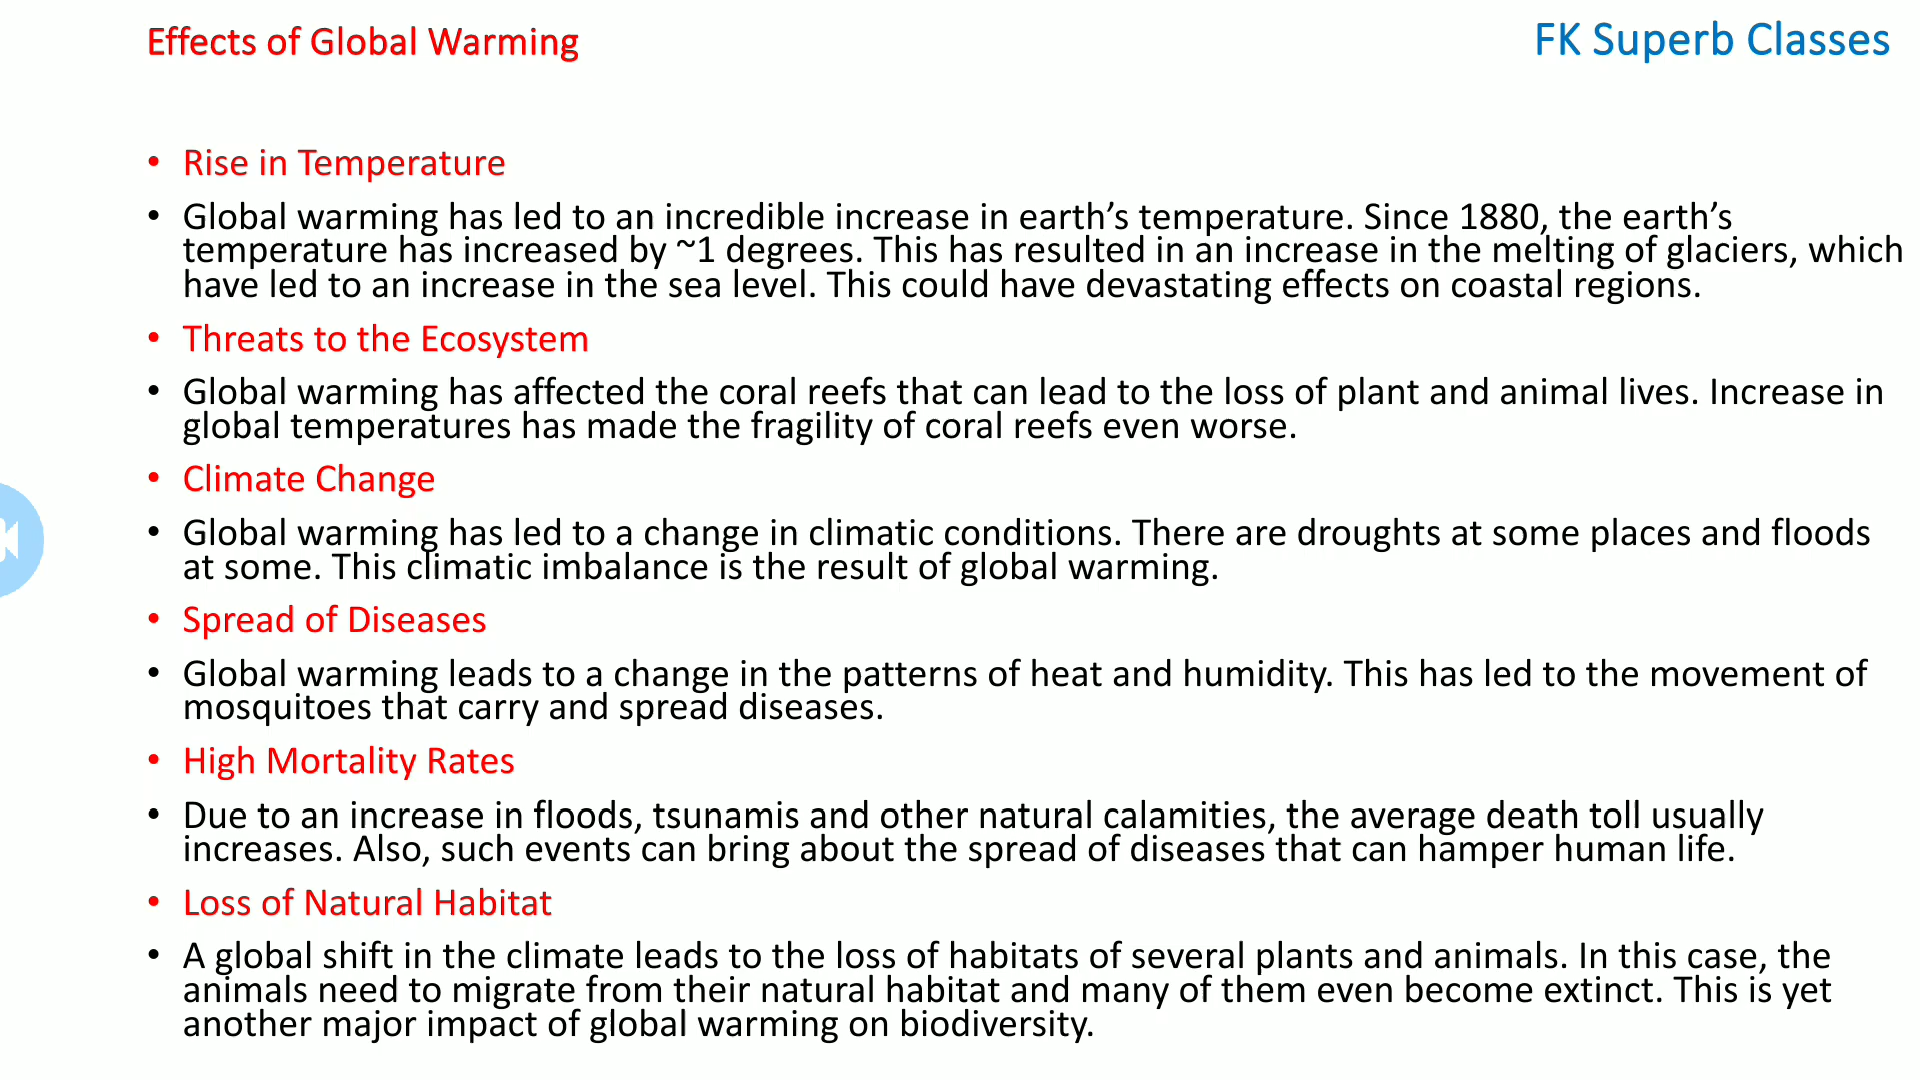 Effects of Global Warming
FK Superb Classes
• Rise in Temperature
• Global warming has led to an incredible increase in earth’s temperature. Since 1880, the earth’s
temperature has increased by ~1 degrees. This has resulted in an increase in the melting of glaciers, which
have led to an increase in the sea level. This could have devastating effects on coastal regions.
• Threats to the Ecosystem
• Global warming has affected the coral reefs that can lead to the loss of plant and animal lives. Increase in
global temperatures has made the fragility of coral reefs even worse.
• Climate Change
• Global warming has led to a change in climatic conditions. There are droughts at some places and floods
at some. This climatic imbalance is the result of global warming.
• Spread of Diseases
• Global warming leads to a change in the patterns of heat and humidity. This has led to the movement of
mosquitoes that carry and spread diseases.
• High Mortality Rates
• Due to an increase in floods, tsunamis and other natural calamities, the average death toll usually
increases. Also, such events can bring about the spread of diseases that can hamper human life.
• Loss of Natural Habitat
• A global shift in the climate leads to the loss of habitats of several plants and animals. In this case, the
animals need to migrate from their natural habitat and many of them even become extinct. This is yet
another major impact of global warming on biodiversity.